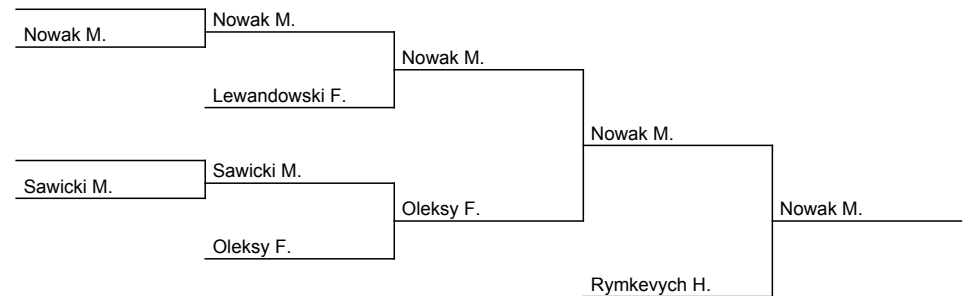 Nowak M.
Nowak M.
Nowak M.
Lewandowski F.
Nowak M.
Sawicki M.
Sawicki M.
Oleksy F.
Nowak M.
Oleksy F.
Rymkevych H.